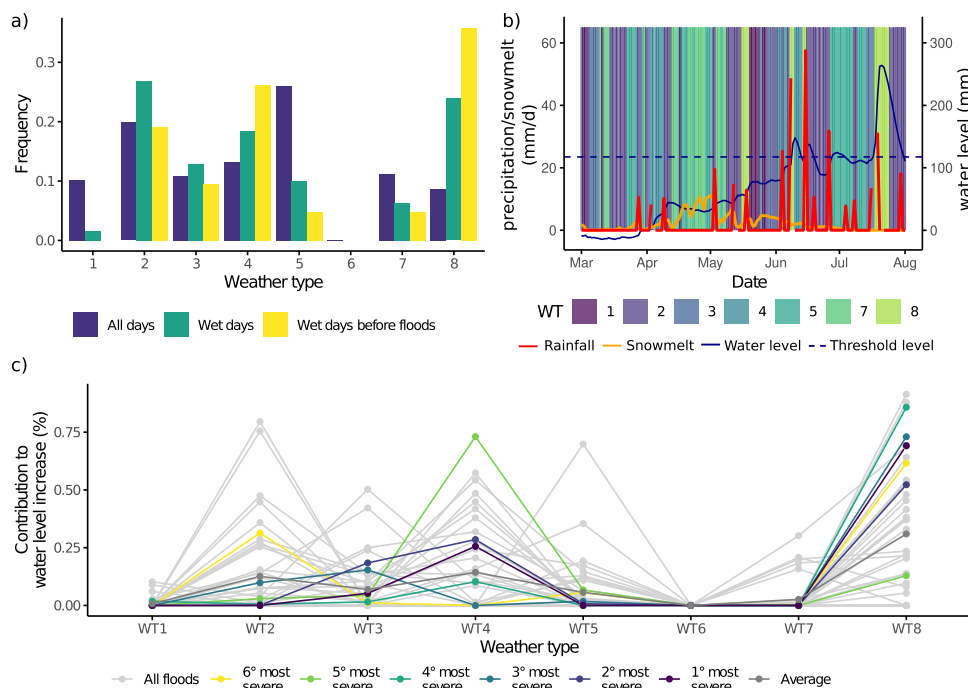 a)
Frequency
0.3
0.2
0.1
0.0
1 2 3 4 5 6 7 8
Weather type
All days Wet days Wet days before floods
b)
precipitation/snowmelt
(mm/d)
60
40
20
0
300
200
100
0
water level (mm)
Mar Apr May Jun Jul Aug
Date
WT 1 2 3 4 5 7 8
Rainfall Snowmelt Water level Threshold level
c)
Contribution to
water level increase (%)
0.75
0.50
0.25
0.00
WT1 WT2 WT3 WT4 WT5 WT6 WT7 WT8
Weather type
All floods 6° most severe 5° most severe 4° most severe 3° most severe 2° most severe 1° most severe Average